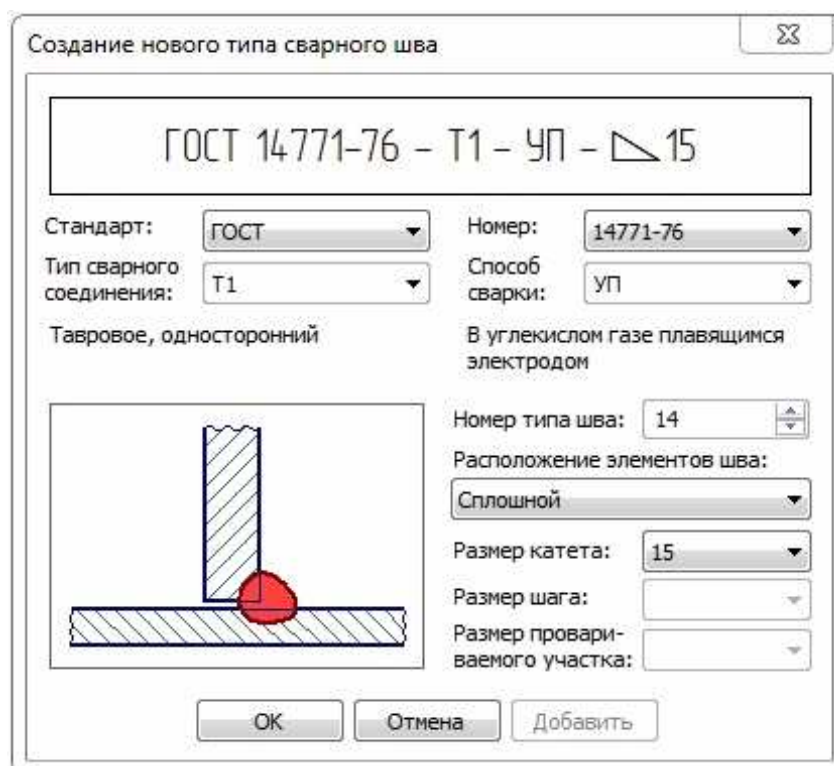 Создание нового типа сварного шва
ГОСТ 14771-76 - Т1 - УП - ◺15
Стандарт: ГОСТ Номер: 14771-76
Тип сварного
соединения: Т1 Способ
сварки: УП
Тавровое, односторонний
В углекислом газе плавящимся
электродом
Номер типа шва: 14
Расположение элементов шва:
Сплошной
Размер катета: 15
Размер шага:
Размер провари-
ваемого участка:
ОК Отмена Добавить